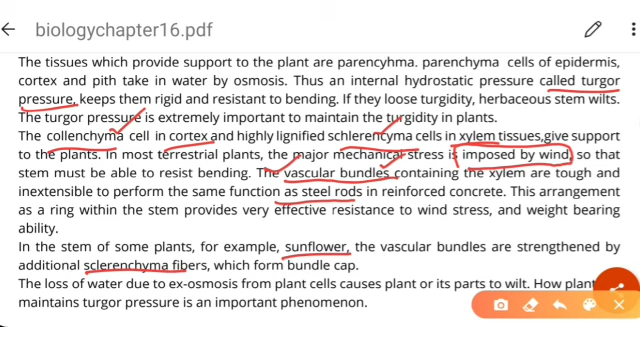 biologychapter16.pdf
The tissues which provide support to the plant are parencyhma. parenchyma cells of epidermis,
cortex and pith take in water by osmosis. Thus an internal hydrostatic pressure called turgor
pressure, keeps them rigid and resistant to bending. If they loose turgidity, herbaceous stem wilts.
The turgor pressure is extremely important to maintain the turgidity in plants.
The collenchyma cell in cortex and highly lignified schlerencyma cells in xylem tissues,give support
to the plants. In most terrestrial plants, the major mechanical stress is imposed by wind, so that
stem must be able to resist bending. The vascular bundles containing the xylem are tough and
inextensible to perform the same function as steel rods in reinforced concrete. This arrangement
as a ring within the stem provides very effective resistance to wind stress, and weight bearing
ability.
In the stem of some plants, for example, sunflower, the vascular bundles are strengthened by
additional sclerenchyma fibers, which form bundle cap.
The loss of water due to ex-osmosis from plant cells causes plant or its parts to wilt. How plant
maintains turgor pressure is an important phenomenon.